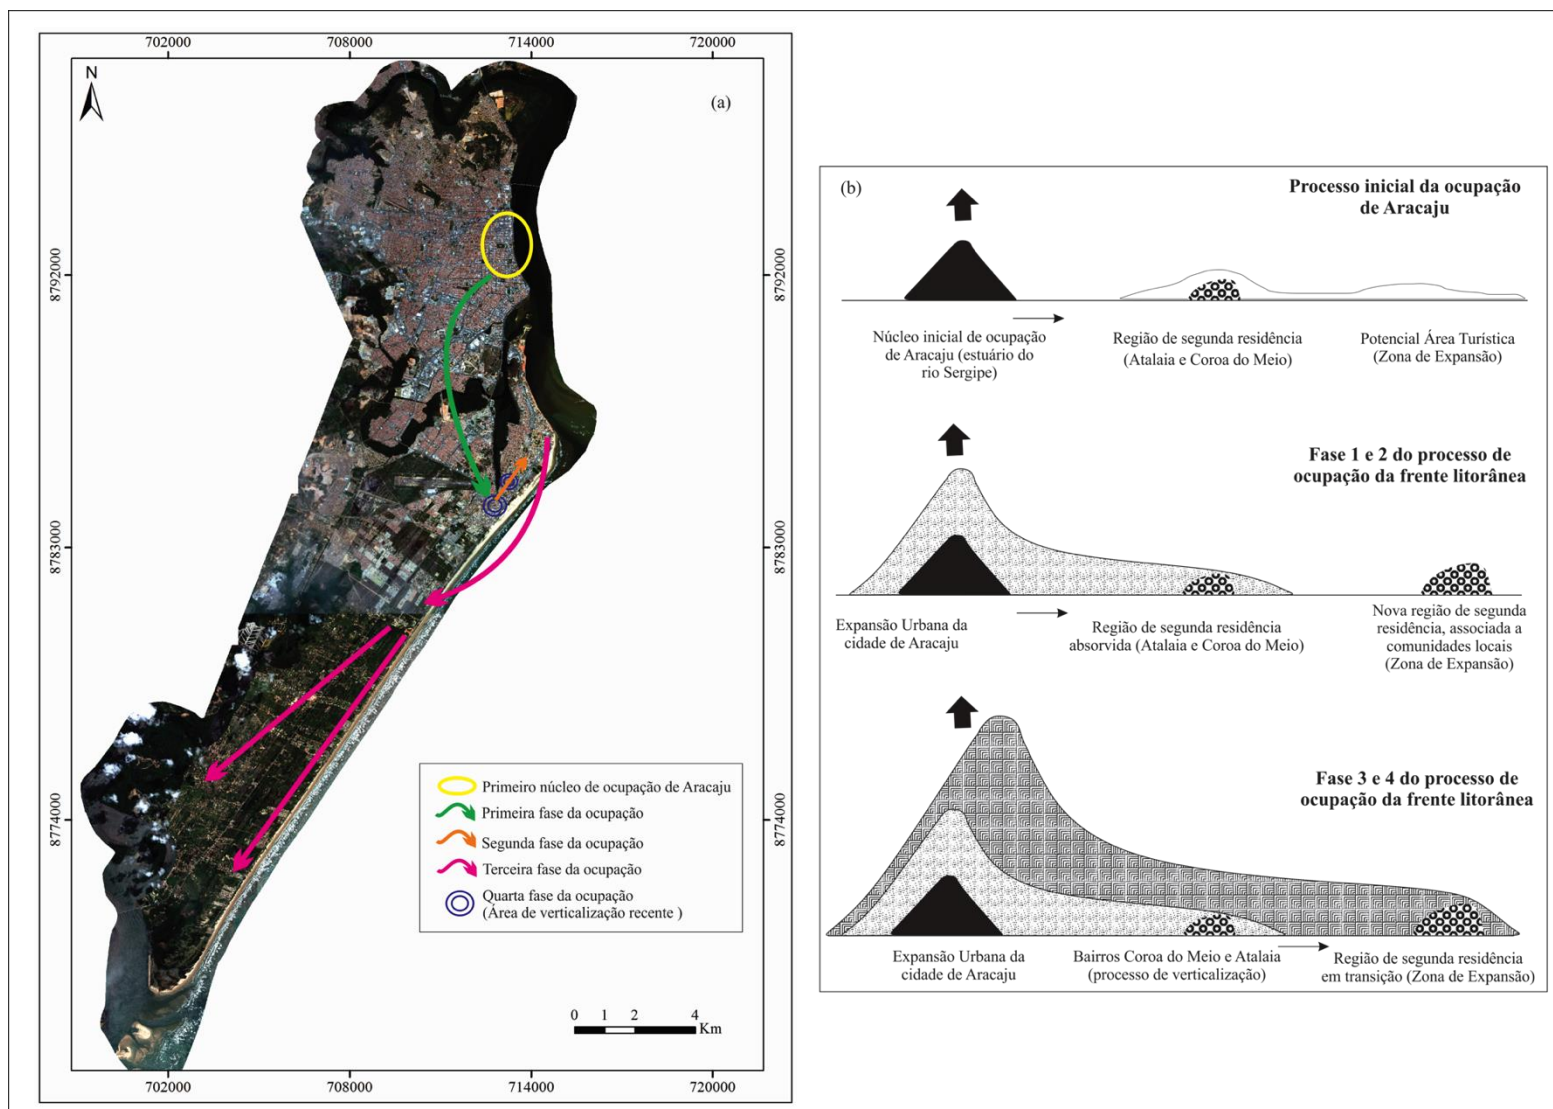 702000
708000
714000
720000
N
(a)
8792000
8792000
8783000
8783000
8774000
8774000
Primeiro núcleo de ocupação de Aracaju
Primeira fase da ocupação
Segunda fase da ocupação
Terceira fase da ocupação
Quarta fase da ocupação
(Área de verticalização recente )
0 1 2 4
Km
702000
708000
714000
720000
(b)
Processo inicial da ocupação
de Aracaju
Núcleo inicial de ocupação
de Aracaju (estuário do
rio Sergipe)
Região de segunda residência
(Atalaia e Coroa do Meio)
Potencial Área Turística
(Zona de Expansão)
Fase 1 e 2 do processo de
ocupação da frente litorânea
Expansão Urbana da
cidade de Aracaju
Região de segunda residência
absorvida (Atalaia e Coroa do Meio)
Nova região de segunda
residência, associada a
comunidades locais
(Zona de Expansão)
Fase 3 e 4 do processo de
ocupação da frente litorânea
Expansão Urbana da
cidade de Aracaju
Bairros Coroa do Meio e Atalaia
(processo de verticalização)
Região de segunda residência
em transição (Zona de Expansão)